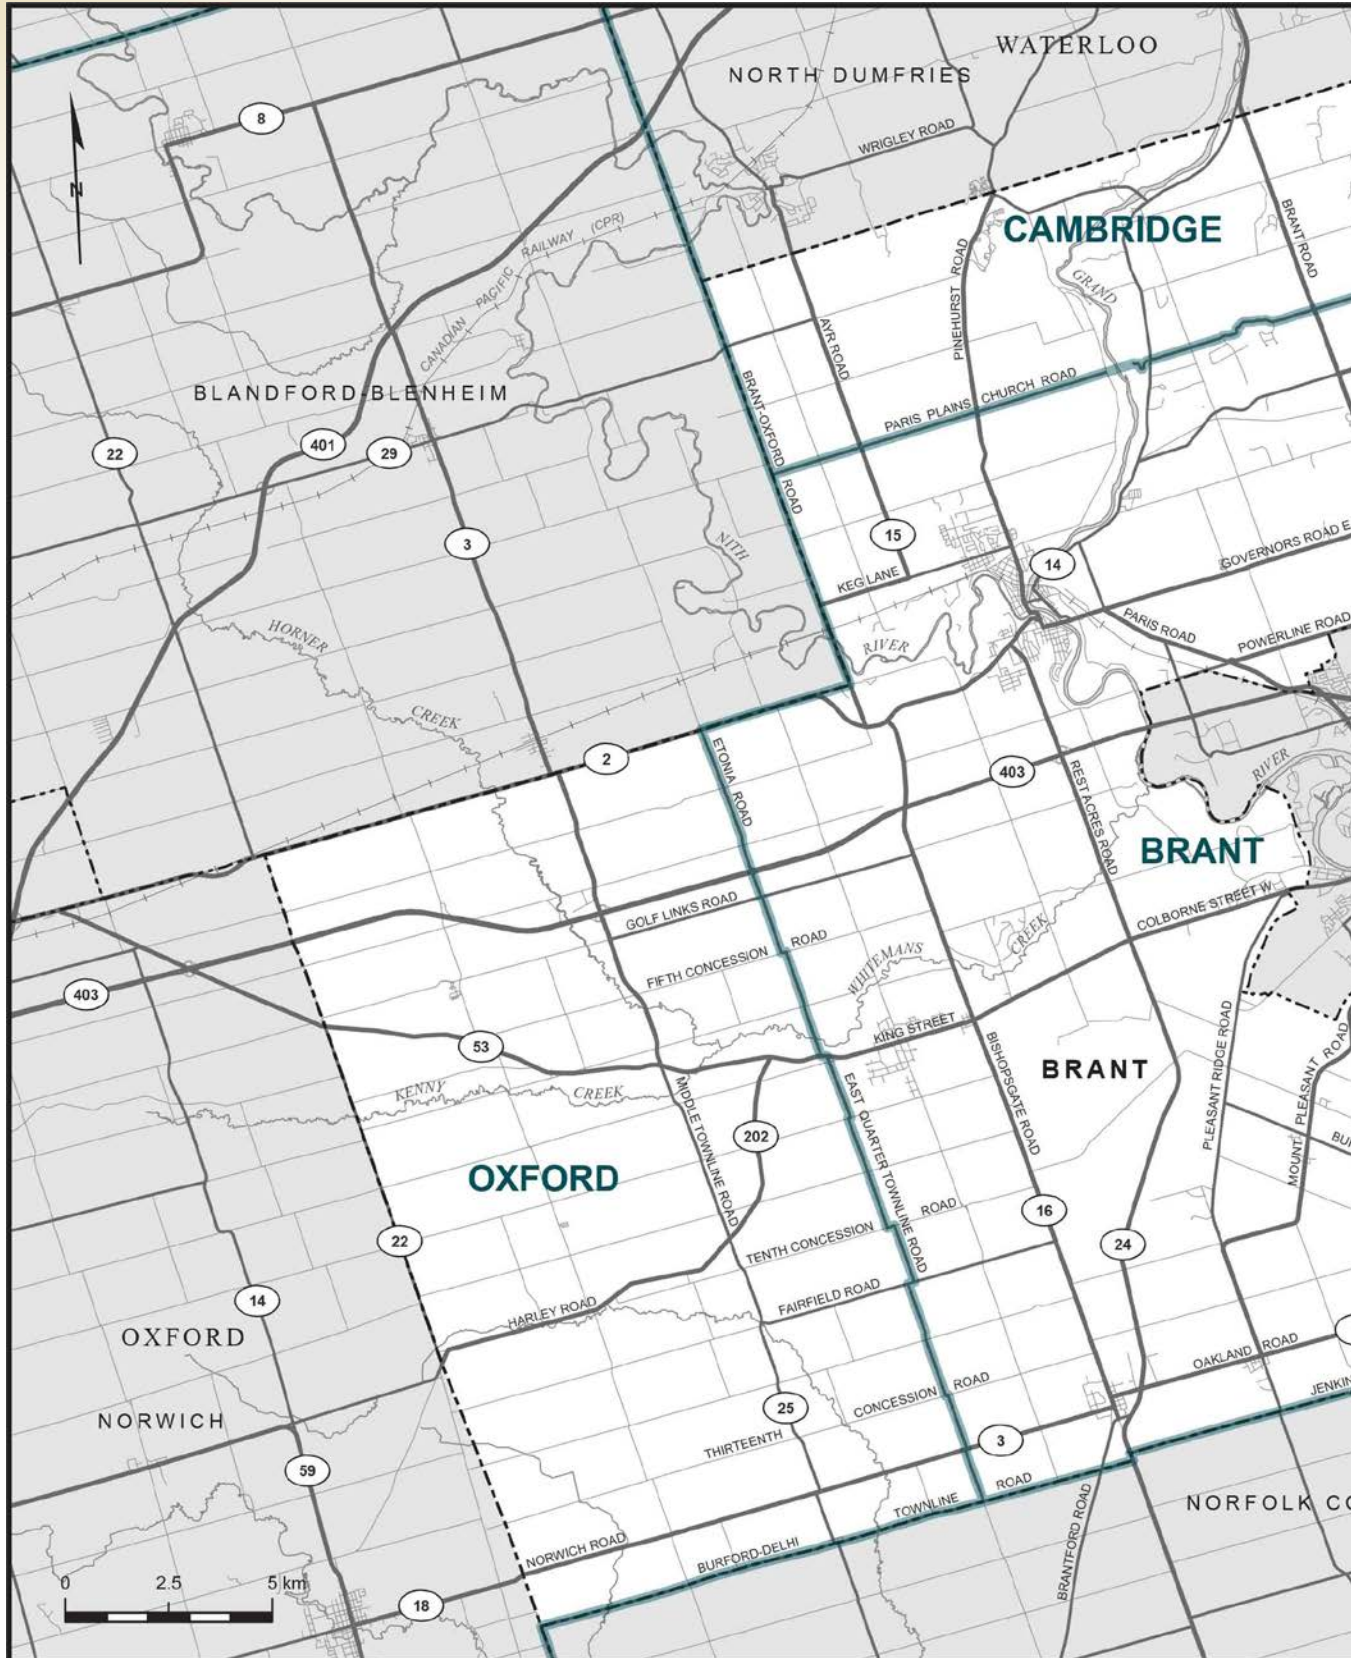 WATERLOO
NORTH DUMFRIES
8
WRIGLEY ROAD
N
CAMBRIDGE
BRANT ROAD
CANADIAN PACIFIC RAILWAY (CPR)
PINEHURST ROAD
GRAND
AYR ROAD
BRANT-OXFORD ROAD
PARIS PLAINS CHURCH ROAD
BLANDFORD-BLENHEIM
401
29
22
3
NITH
15
KEG LANE
14
GOVERNORS ROAD E
PARIS ROAD
POWERLINE ROAD
HORNER
CREEK
RIVER
2
ETONIA ROAD
403
REST ACRES ROAD
RIVER
BRANT
COLBORNE STREET W
GOLF LINKS ROAD
FIFTH CONCESSION ROAD
WHITEMANS
CREEK
403
53
KING STREET
KENNY
CREEK
MIDDLE TOWNLINE ROAD
EAST QUARTER TOWNLINE ROAD
BISHOPSGATE ROAD
BRANT
PLEASANT RIDGE ROAD
MOUNT PLEASANT ROAD
202
OXFORD
22
TENTH CONCESSION ROAD
16
24
FAIRFIELD ROAD
HARLEY ROAD
14
OXFORD
NORWICH
OAKLAND ROAD
JENKIN
25
CONCESSION ROAD
THIRTEENTH
3
59
TOWNLINE ROAD
NORFOLK CO
NORWICH ROAD
BURFORD-DELHI
BRANTFORD ROAD
18
0 2.5 5 km